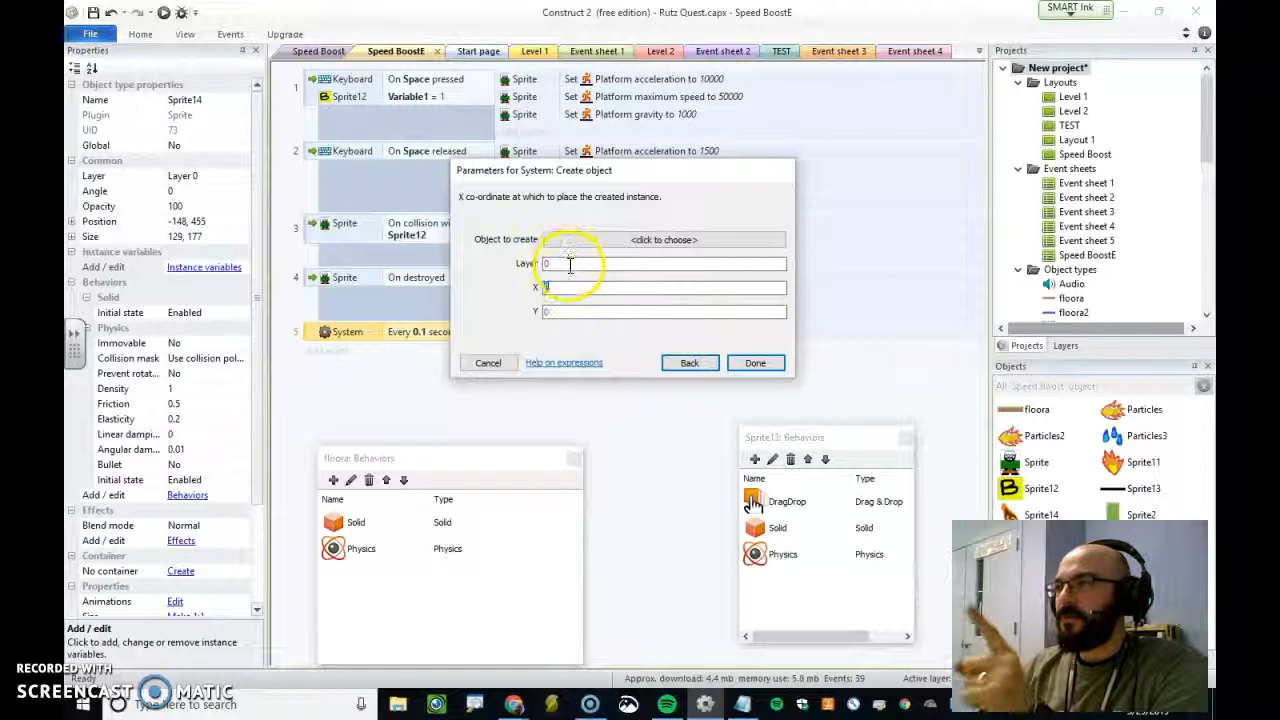 Construct 2 (free edition) - Rutz Quest.capx - Speed BoostE
SMART Ink
File Home View Events Upgrade
Properties
Speed Boost Speed BoostE Start page Level 1 Event sheet 1 Level 2 Event sheet 2 TEST Event sheet 3 Event sheet 4
Projects
Object type properties
Name Sprite14
Plugin Sprite
UID 73
Global No
Common
Layer Layer 0
Angle 0
Opacity 100
Position -148, 455
Size 129, 177
Instance variables
Add / edit Instance variables
Behaviors
Solid
Initial state Enabled
Physics
Immovable No
Collision mask Use collision pol...
Prevent rotat... No
Density 1
Friction 0.5
Elasticity 0.2
Linear dampi... 0
Angular dam... 0.01
Bullet No
Initial state Enabled
Add / edit Behaviors
Effects
Blend mode Normal
Add / edit Effects
Container
No container Create
Properties
Animations Edit
Add / edit
Click to add, change or remove instance
variables.
1 Keyboard On Space pressed Sprite Set Platform acceleration to 10000
Sprite12 Variable1 = 1 Sprite Set Platform maximum speed to 50000
Sprite Set Platform gravity to 1000
2 Keyboard On Space released Sprite Set Platform acceleration to 1500
3 Sprite On collision wi
Sprite12
4 Sprite On destroyed
5 System Every 0.1 secon
Parameters for System: Create object
X co-ordinate at which to place the created instance.
Object to create <click to choose>
Layer 0
X 0
Y 0
Cancel Help on expressions Back Done
floora: Behaviors
Name Type
Solid Solid
Physics Physics
Sprite13: Behaviors
Name Type
DragDrop Drag & Drop
Solid Solid
Physics Physics
New project*
Layouts
Level 1
Level 2
TEST
Layout 1
Speed Boost
Event sheets
Event sheet 1
Event sheet 2
Event sheet 3
Event sheet 4
Event sheet 5
Speed BoostE
Object types
Audio
floora
floora2
Projects Layers
Objects
All 'Speed Boost' objects
floora Particles
Particles2 Particles3
Sprite Sprite11
Sprite12 Sprite13
Sprite14 Sprite2
Ready Approx. download: 4.4 mb memory use: 5.8 mb Events: 39 Active layer:
RECORDED WITH
SCREENCAST MATIC
Type here to search